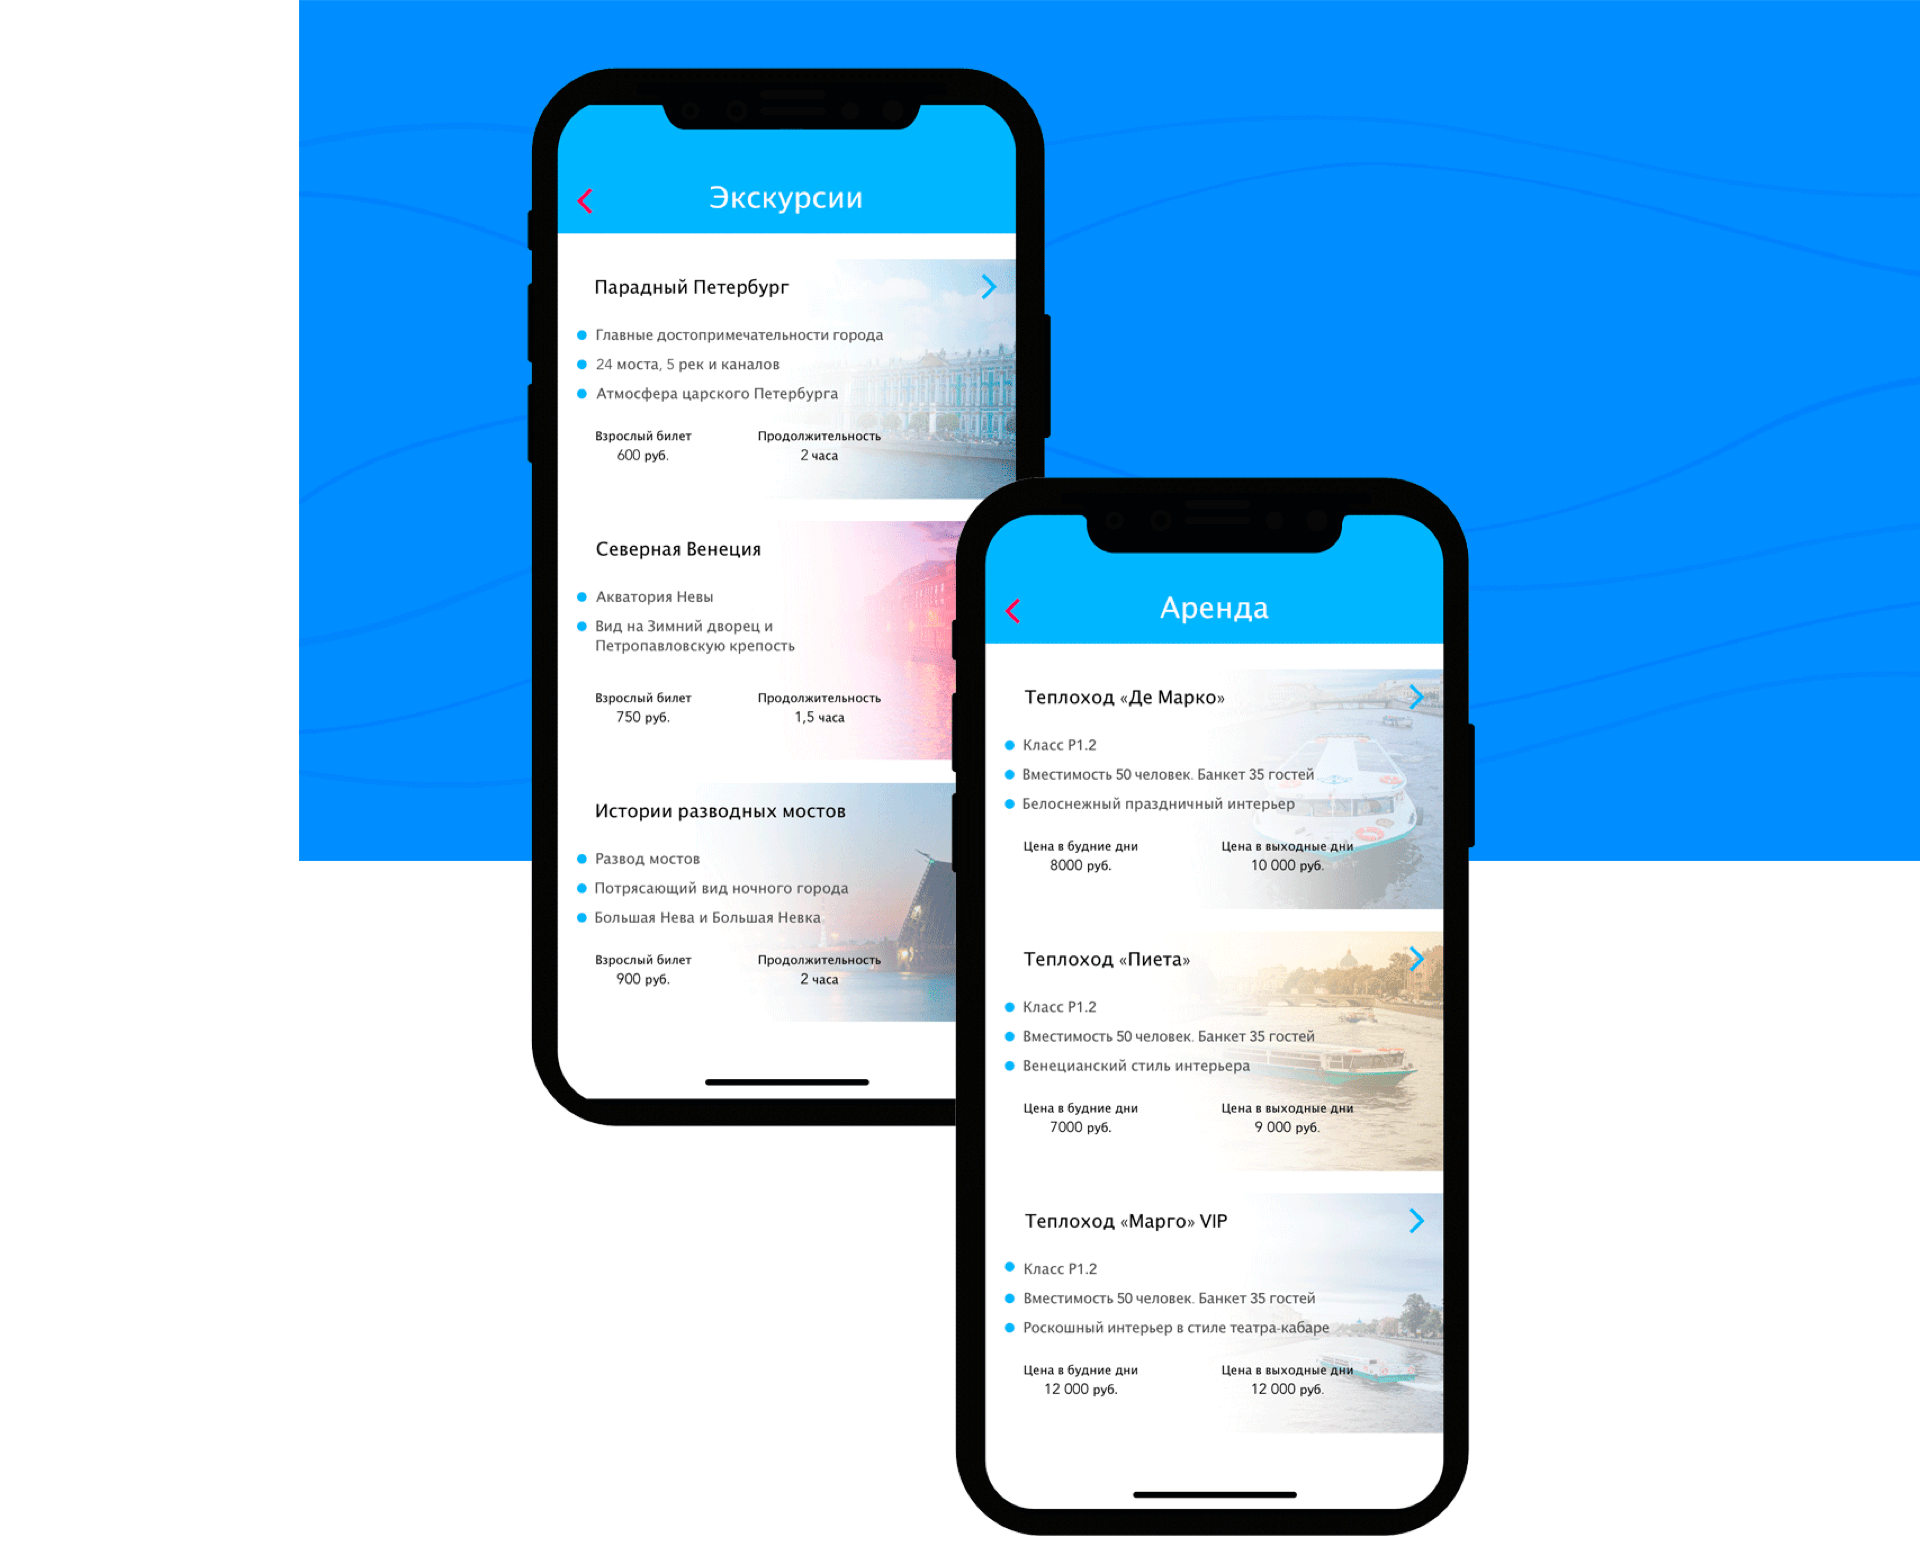 Экскурсии
Парадный Петербург
Главные достопримечательности города
24 моста, 5 рек и каналов
Атмосфера царского Петербурга
Взрослый билет Продолжительность
600 руб. 2 часа
Северная Венеция
Акватория Невы
Вид на Зимний дворец и
Петропавловскую крепость
Взрослый билет Продолжительность
750 руб. 1,5 часа
Истории разводных мостов
Развод мостов
Потрясающий вид ночного города
Большая Нева и Большая Невка
Взрослый билет Продолжительность
900 руб. 2 часа
Аренда
Теплоход «Де Марко»
Класс Р1.2
Вместимость 50 человек. Банкет 35 гостей
Белоснежный праздничный интерьер
Цена в будние дни Цена в выходные дни
8000 руб. 10 000 руб.
Теплоход «Пиета»
Класс Р1.2
Вместимость 50 человек. Банкет 35 гостей
Венецианский стиль интерьера
Цена в будние дни Цена в выходные дни
7000 руб. 9 000 руб.
Теплоход «Марго» VIP
Класс Р1.2
Вместимость 50 человек. Банкет 35 гостей
Роскошный интерьер в стиле театра-кабаре
Цена в будние дни Цена в выходные дни
12 000 руб. 12 000 руб.